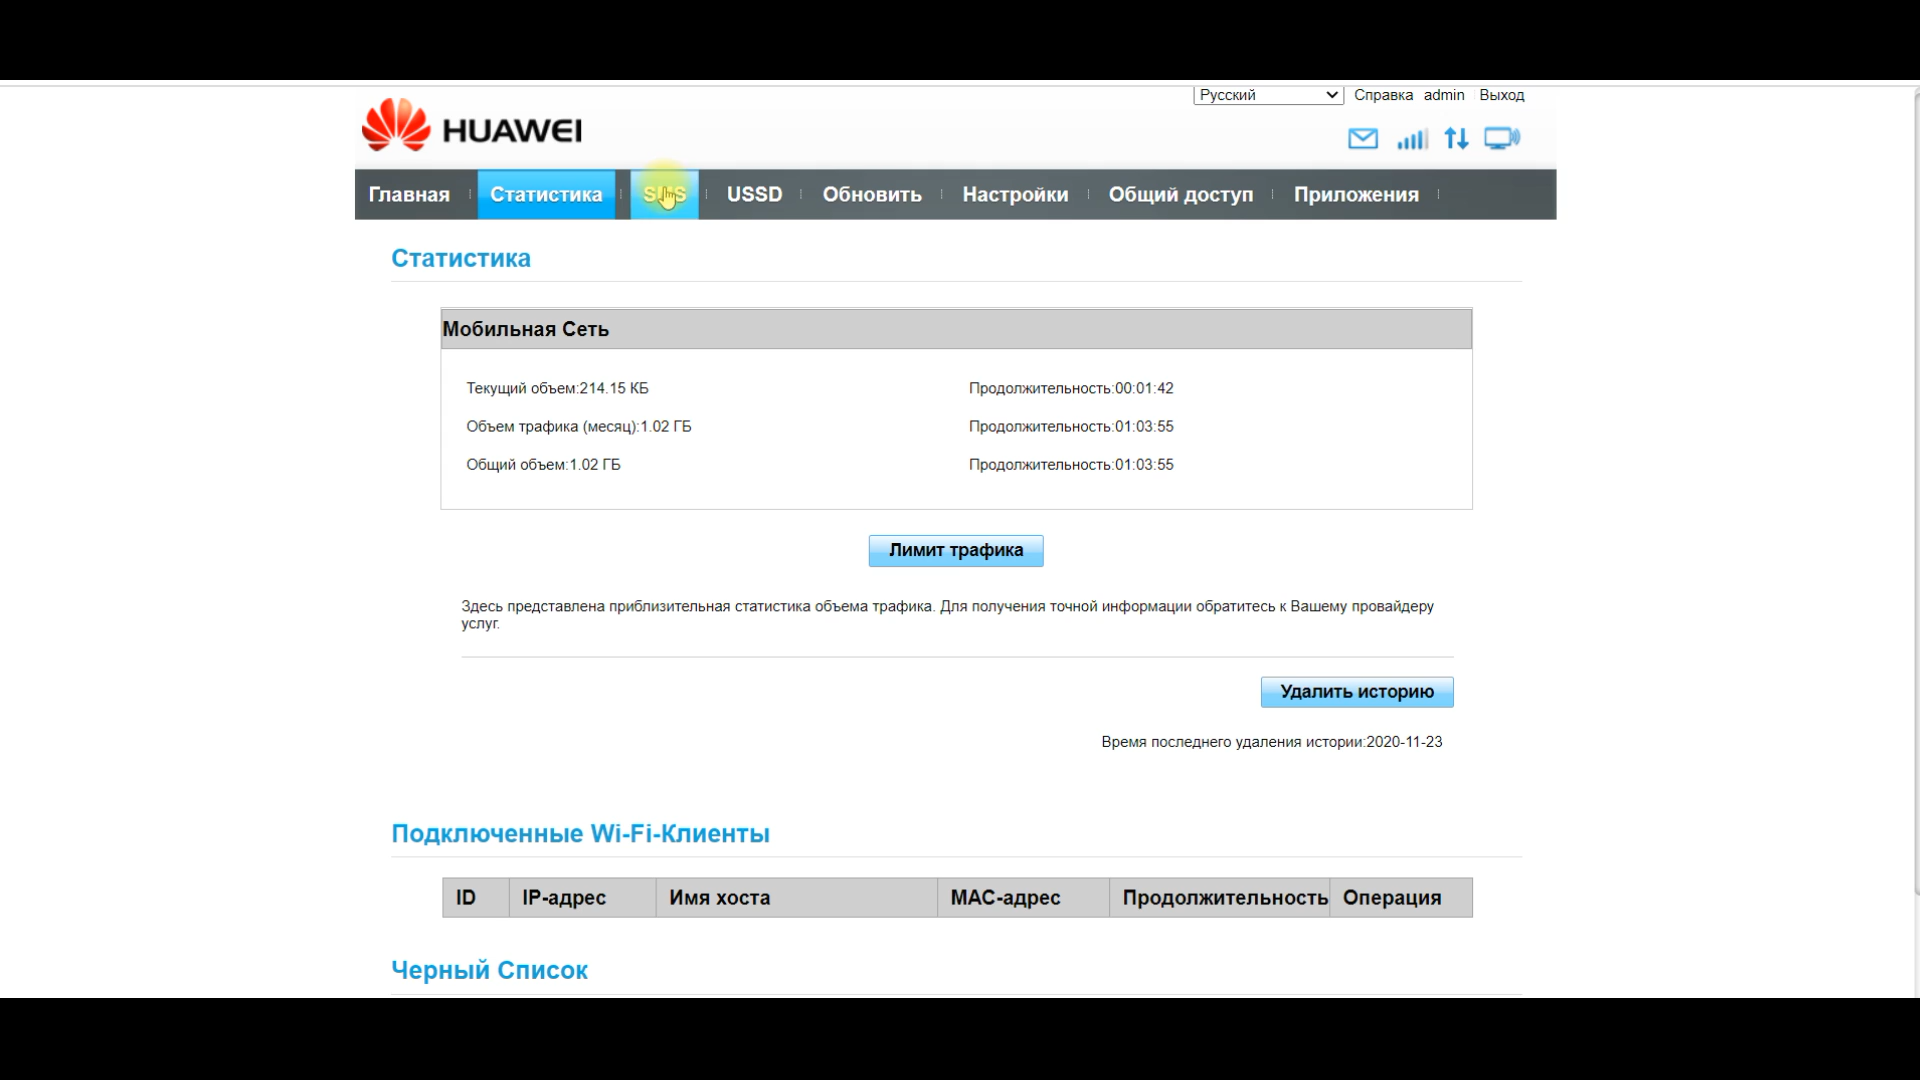 Русский Справка admin Выход
HUAWEI
Главная Статистика SMS USSD Обновить Настройки Общий доступ Приложения
Статистика
Мобильная Сеть
Текущий объем:214.15 КБ Продолжительность:00:01:42
Объем трафика (месяц):1.02 ГБ Продолжительность:01:03:55
Общий объем:1.02 ГБ Продолжительность:01:03:55
Лимит трафика
Здесь представлена приблизительная статистика объема трафика. Для получения точной информации обратитесь к Вашему провайдеру
услуг.
Удалить историю
Время последнего удаления истории:2020-11-23
Подключенные Wi-Fi-Клиенты
ID IP-адрес Имя хоста MAC-адрес Продолжительность Операция
Черный Список